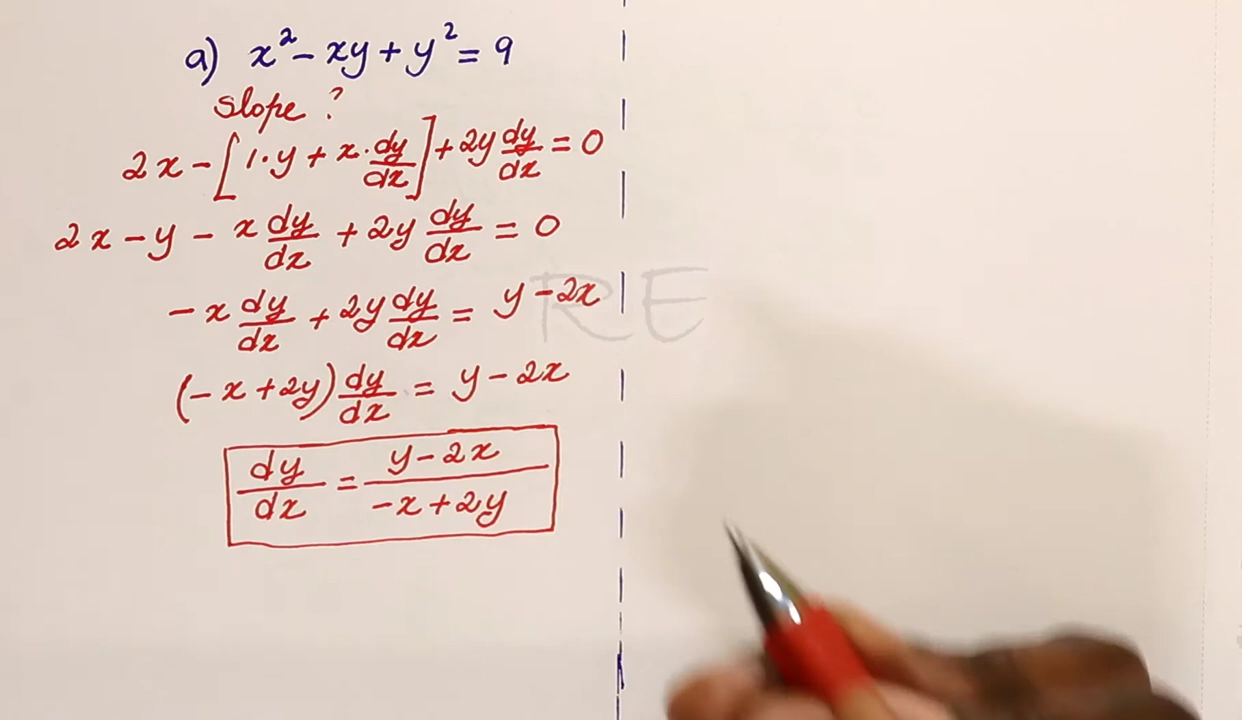 a) x² - xy + y² = 9
slope ?
2x - [1·y + x·dy/dx] + 2y dy/dx = 0
2x - y - x dy/dx + 2y dy/dx = 0
-x dy/dx + 2y dy/dx = y - 2x
(-x + 2y) dy/dx = y - 2x
dy/dx = y - 2x / -x + 2y
RE